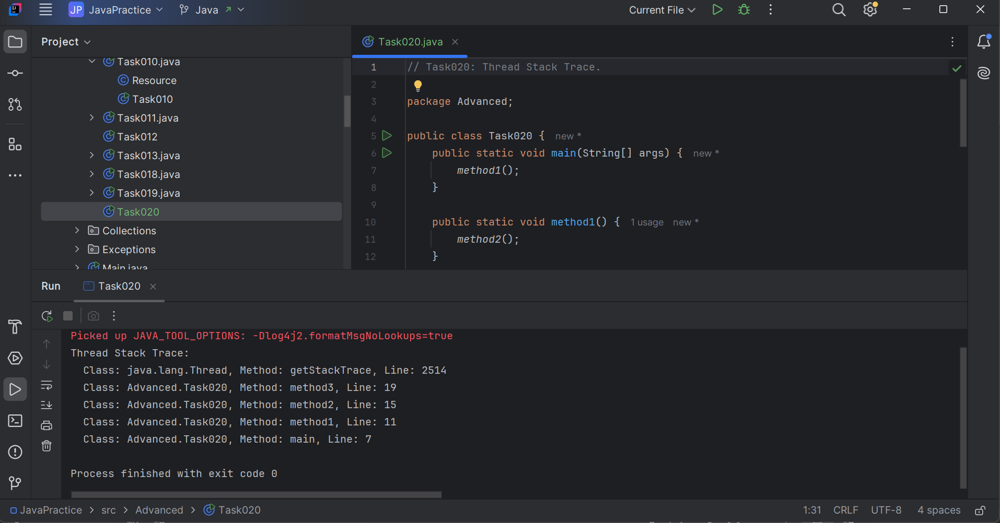 JP JavaPractice Java Current File
Project
Task010.java
Resource
Task010
Task011.java
Task012
Task013.java
Task018.java
Task019.java
Task020
Collections
Exceptions
Main.java
Task020.java
1 // Task020: Thread Stack Trace.
2
3 package Advanced;
4
5 public class Task020 { new *
6 public static void main(String[] args) { new *
7 method1();
8 }
9
10 public static void method1() { 1 usage new *
11 method2();
12 }
Run Task020
Picked up JAVA_TOOL_OPTIONS: -Dlog4j2.formatMsgNoLookups=true
Thread Stack Trace:
Class: java.lang.Thread, Method: getStackTrace, Line: 2514
Class: Advanced.Task020, Method: method3, Line: 19
Class: Advanced.Task020, Method: method2, Line: 15
Class: Advanced.Task020, Method: method1, Line: 11
Class: Advanced.Task020, Method: main, Line: 7
Process finished with exit code 0
JavaPractice > src > Advanced > Task020 1:31 CRLF UTF-8 4 spaces